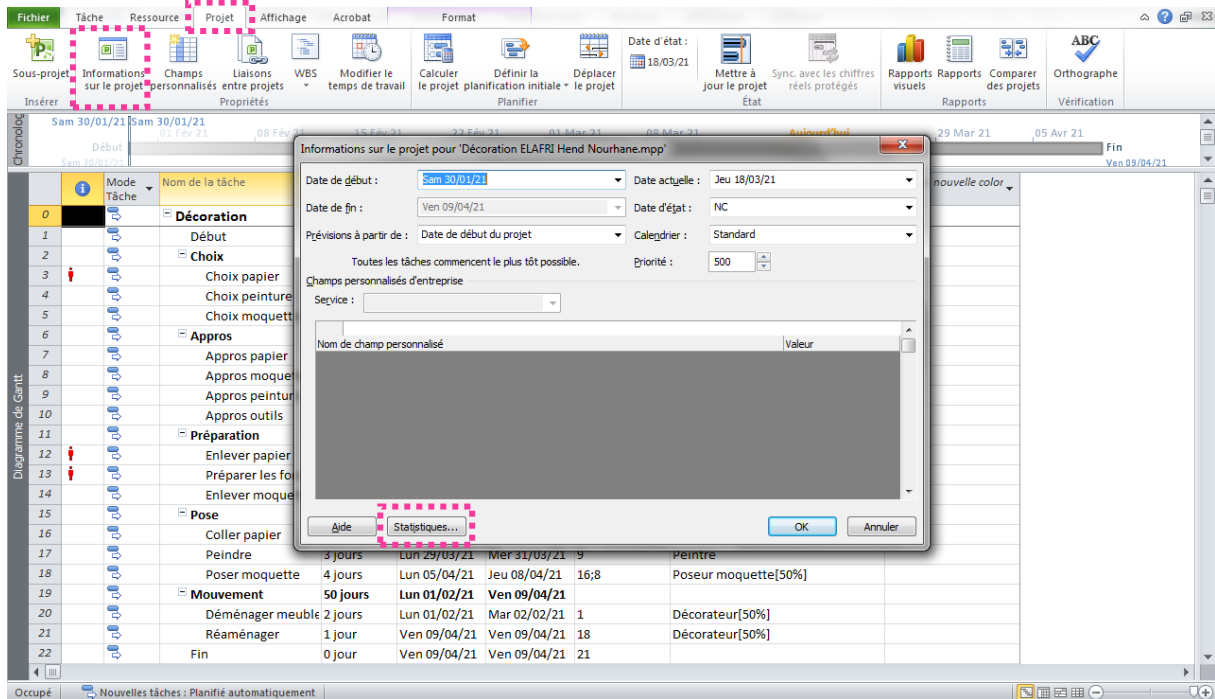 Fichier Tâche Ressource Projet Affichage Acrobat Format
Sous-projet Informations sur le projet Champs personnalisés Liaisons entre projets WBS Modifier le temps de travail Calculer le projet Définir la planification initiale Déplacer le projet Date d'état : 18/03/21 Mettre à jour le projet Sync. avec les chiffres réels protégés Rapports visuels Rapports Comparer des projets ABC Orthographe
Insérer Propriétés Planifier État Rapports Vérification
Chronolog
Sam 30/01/21 Sam 30/01/21
01 Fév 21 08 Fév 21 15 Fév 21 22 Fév 21 01 Mar 21 08 Mar 21 Aujourd'hui 29 Mar 21 05 Avr 21
Début
Sam 30/01/21
Fin
Ven 09/04/21
Diagramme de Gantt
Mode Tâche Nom de la tâche nouvelle color
0 Décoration
1 Début
2 Choix
3 Choix papier
4 Choix peinture
5 Choix moquett
6 Appros
7 Appros papier
8 Appros moque
9 Appros peintur
10 Appros outils
11 Préparation
12 Enlever papier
13 Préparer les fo
14 Enlever moque
15 Pose
16 Coller papier
17 Peindre 3 jours Lun 29/03/21 Mer 31/03/21 9 Peintre
18 Poser moquette 4 jours Lun 05/04/21 Jeu 08/04/21 16;8 Poseur moquette[50%]
19 Mouvement 50 jours Lun 01/02/21 Ven 09/04/21
20 Déménager meuble 2 jours Lun 01/02/21 Mar 02/02/21 1 Décorateur[50%]
21 Réaménager 1 jour Ven 09/04/21 Ven 09/04/21 18 Décorateur[50%]
22 Fin 0 jour Ven 09/04/21 Ven 09/04/21 21
Informations sur le projet pour 'Décoration ELAFRI Hend Nourhane.mpp'
Date de début : Sam 30/01/21 Date actuelle : Jeu 18/03/21
Date de fin : Ven 09/04/21 Date d'état : NC
Prévisions à partir de : Date de début du projet Calendrier : Standard
Toutes les tâches commencent le plus tôt possible. Priorité : 500
Champs personnalisés d'entreprise
Service :
Nom de champ personnalisé Valeur
Aide Statistiques... OK Annuler
Occupé Nouvelles tâches : Planifié automatiquement